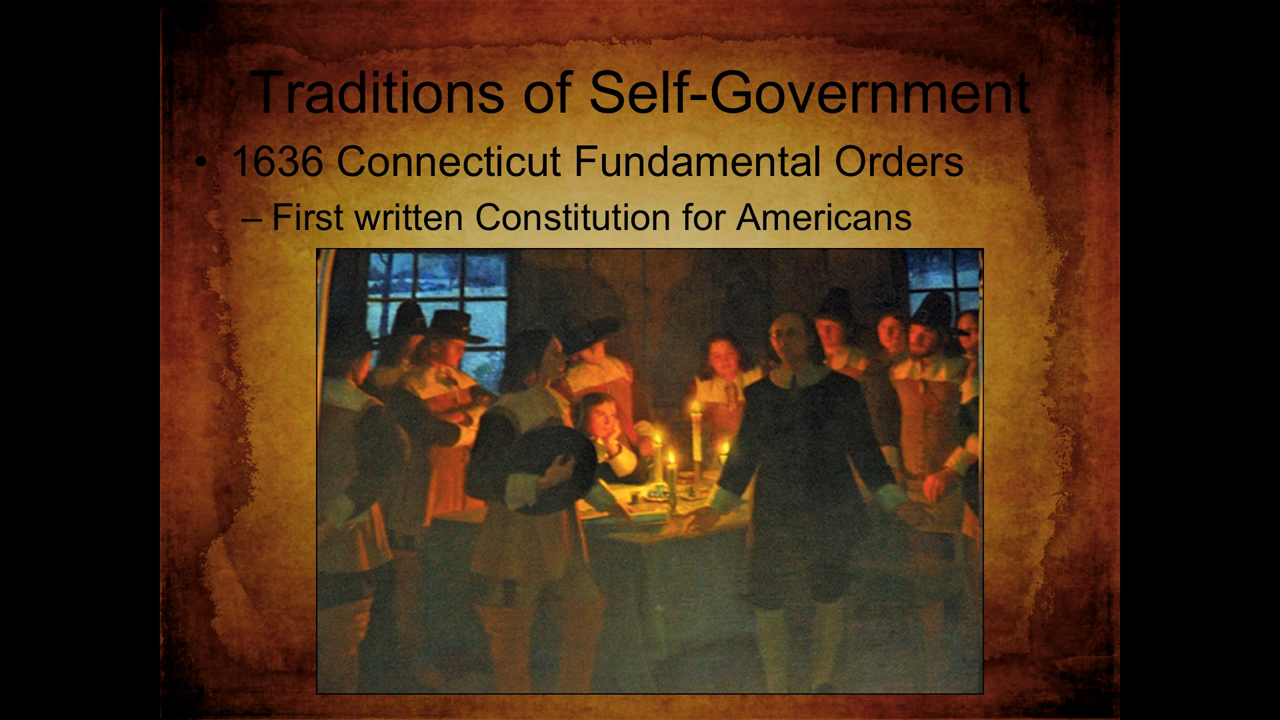 Traditions of Self-Government
• 1636 Connecticut Fundamental Orders
– First written Constitution for Americans